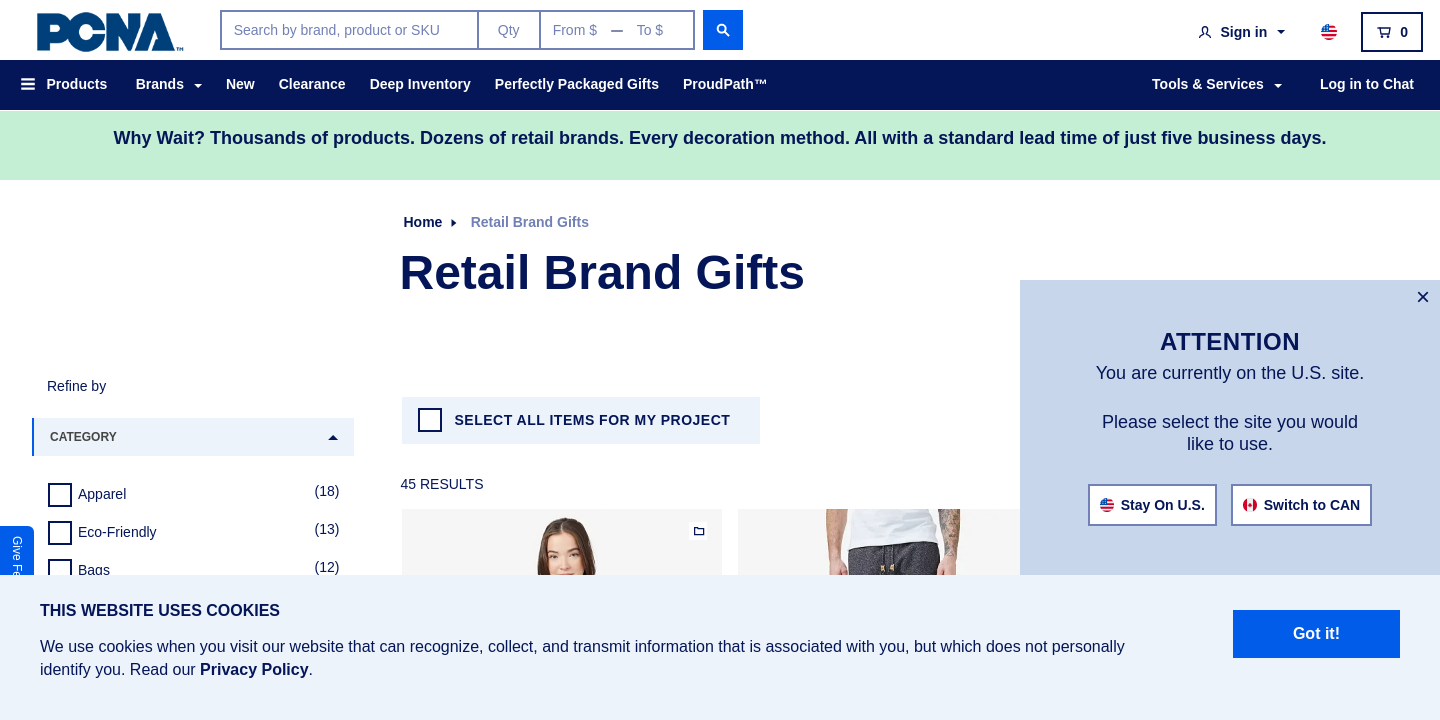 PCNA™
Search by brand, product or SKU
Qty
From $ — To $
Sign in
0
Products
Brands
New
Clearance
Deep Inventory
Perfectly Packaged Gifts
ProudPath™
Tools & Services
Log in to Chat
Why Wait? Thousands of products. Dozens of retail brands. Every decoration method. All with a standard lead time of just five business days.
Home
Retail Brand Gifts
Retail Brand Gifts
Refine by
CATEGORY
Apparel (18)
Eco-Friendly (13)
Bags (12)
Give
SELECT ALL ITEMS FOR MY PROJECT
45 RESULTS
×
ATTENTION
You are currently on the U.S. site.
Please select the site you would
like to use.
Stay On U.S.
Switch to CAN
THIS WEBSITE USES COOKIES
We use cookies when you visit our website that can recognize, collect, and transmit information that is associated with you, but which does not personally
identify you. Read our Privacy Policy.
Got it!